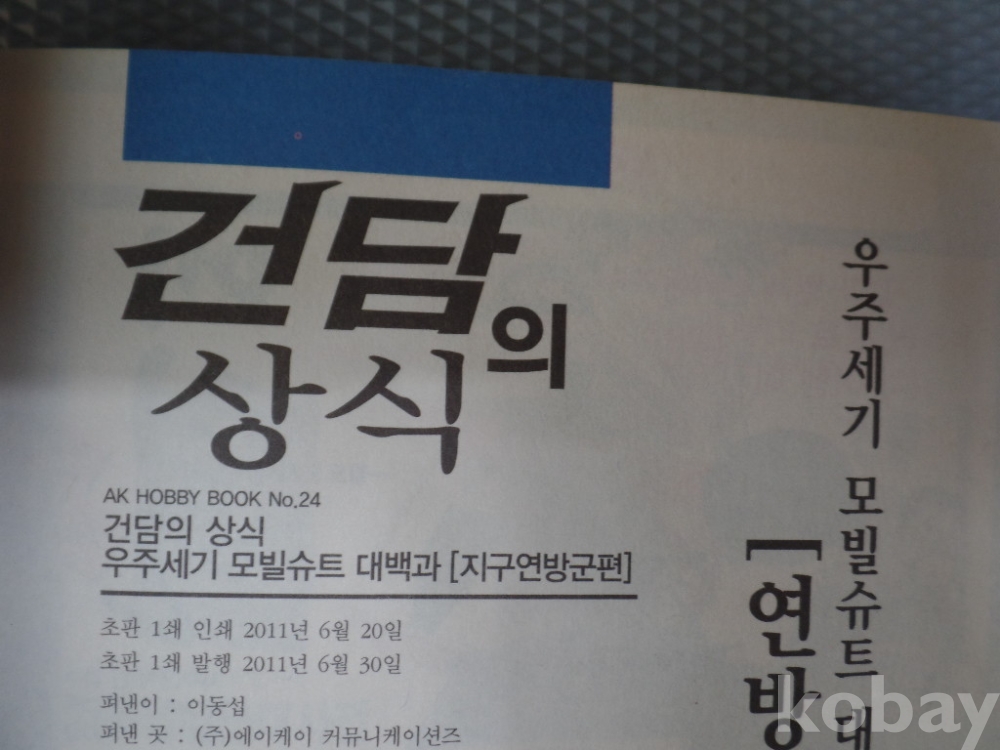 건담의
상식
AK HOBBY BOOK No.24
건담의 상식
우주세기 모빌슈트 대백과 [지구연방군편]
초판 1쇄 인쇄 2011년 6월 20일
초판 1쇄 발행 2011년 6월 30일
펴낸이 : 이동섭
펴낸 곳 : (주)에이케이 커뮤니케이션즈
우주세기 모빌슈트 대
[연방
kobay